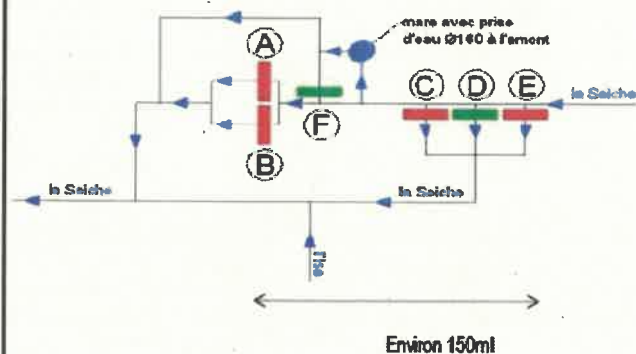 mare avec prise
d'eau Ø160 à l'amont
A
C
D
E
la Seiche
F
B
la Seiche
la Seiche
l'Ise
Environ 150ml